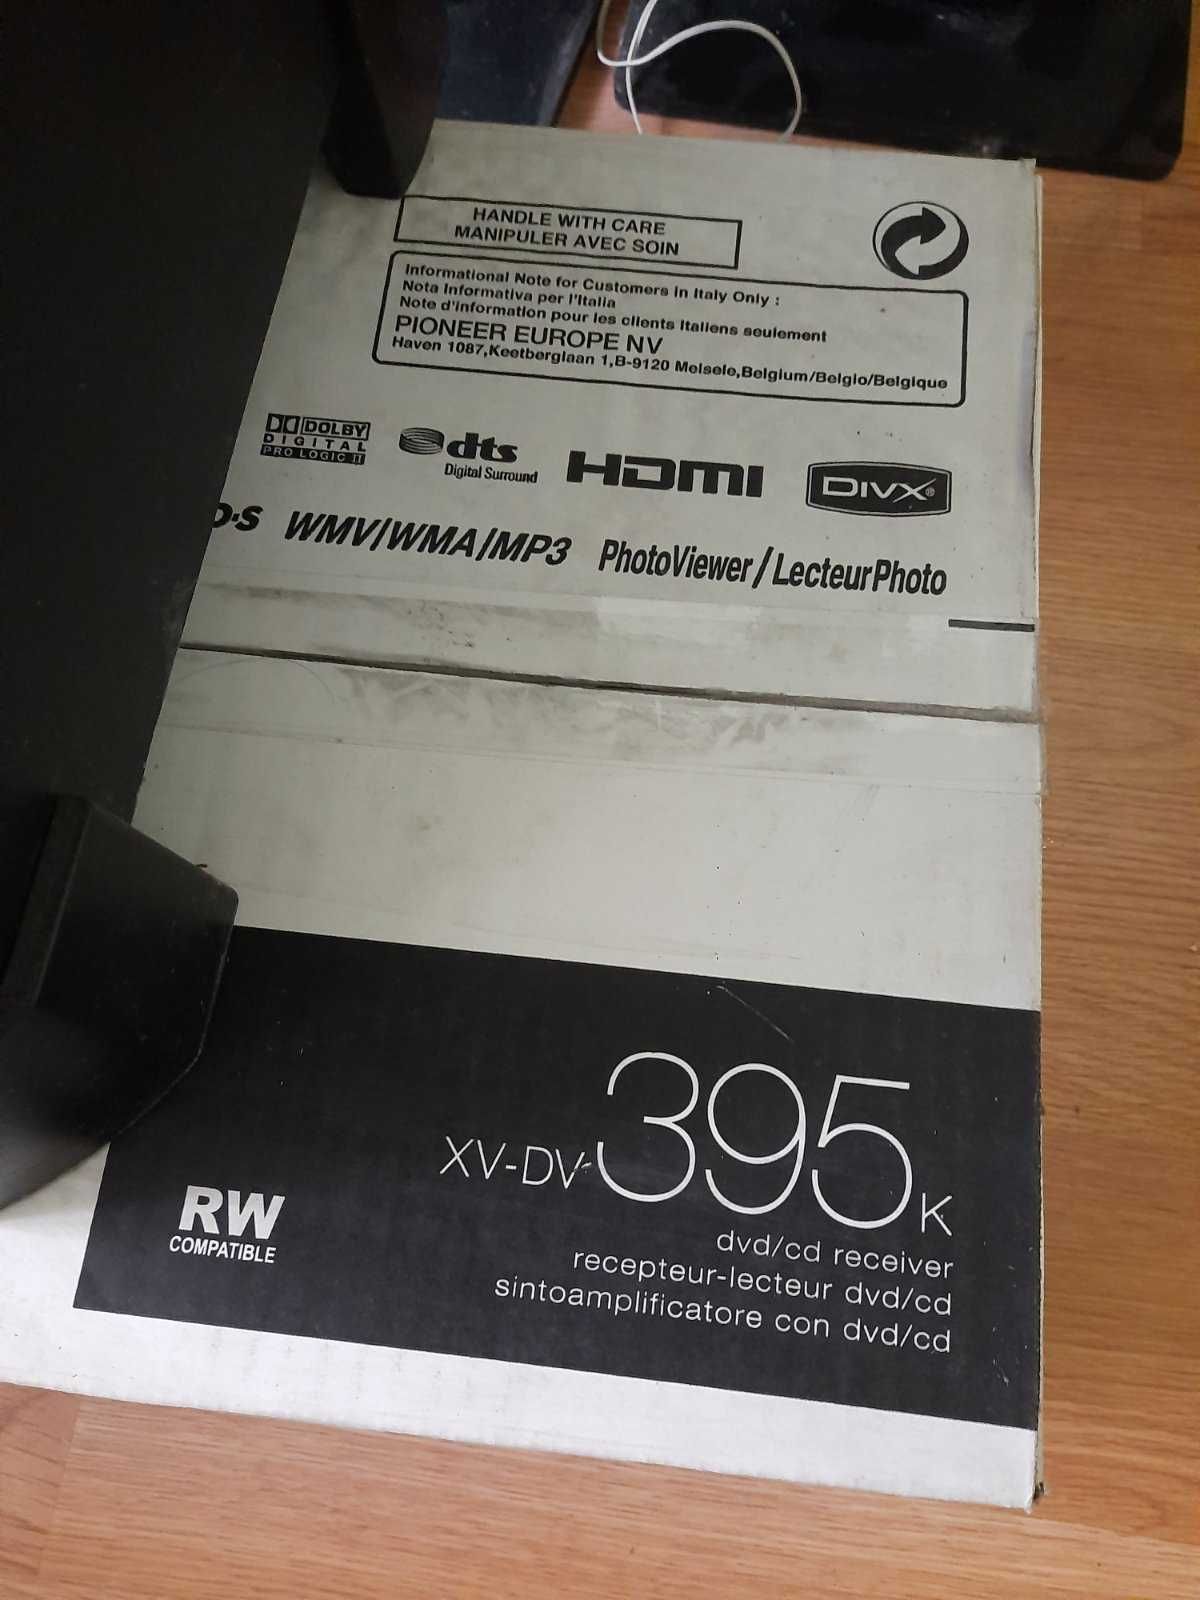 HANDLE WITH CARE
MANIPULER AVEC SOIN
Informational Note for Customers in Italy Only :
Nota Informativa per l'Italia
Note d'information pour les clients Italiens seulement
PIONEER EUROPE NV
Haven 1087,Keetberglaan 1,B-9120 Melsele,Belgium/Belgio/Belgique
DOLBY
DIGITAL
PRO LOGIC II
dts
Digital Surround
HDMI
DIVX®
WMV/WMA/MP3 PhotoViewer/LecteurPhoto
XV-DV-395K
RW
COMPATIBLE
dvd/cd receiver
recepteur-lecteur dvd/cd
sintoamplificatore con dvd/cd